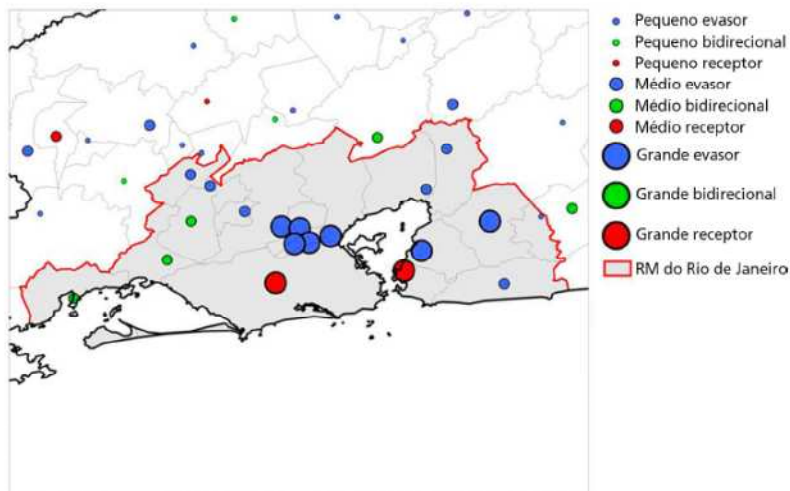 Pequeno evasor
Pequeno bidirecional
Pequeno receptor
Médio evasor
Médio bidirecional
Médio receptor
Grande evasor
Grande bidirecional
Grande receptor
RM do Rio de Janeiro